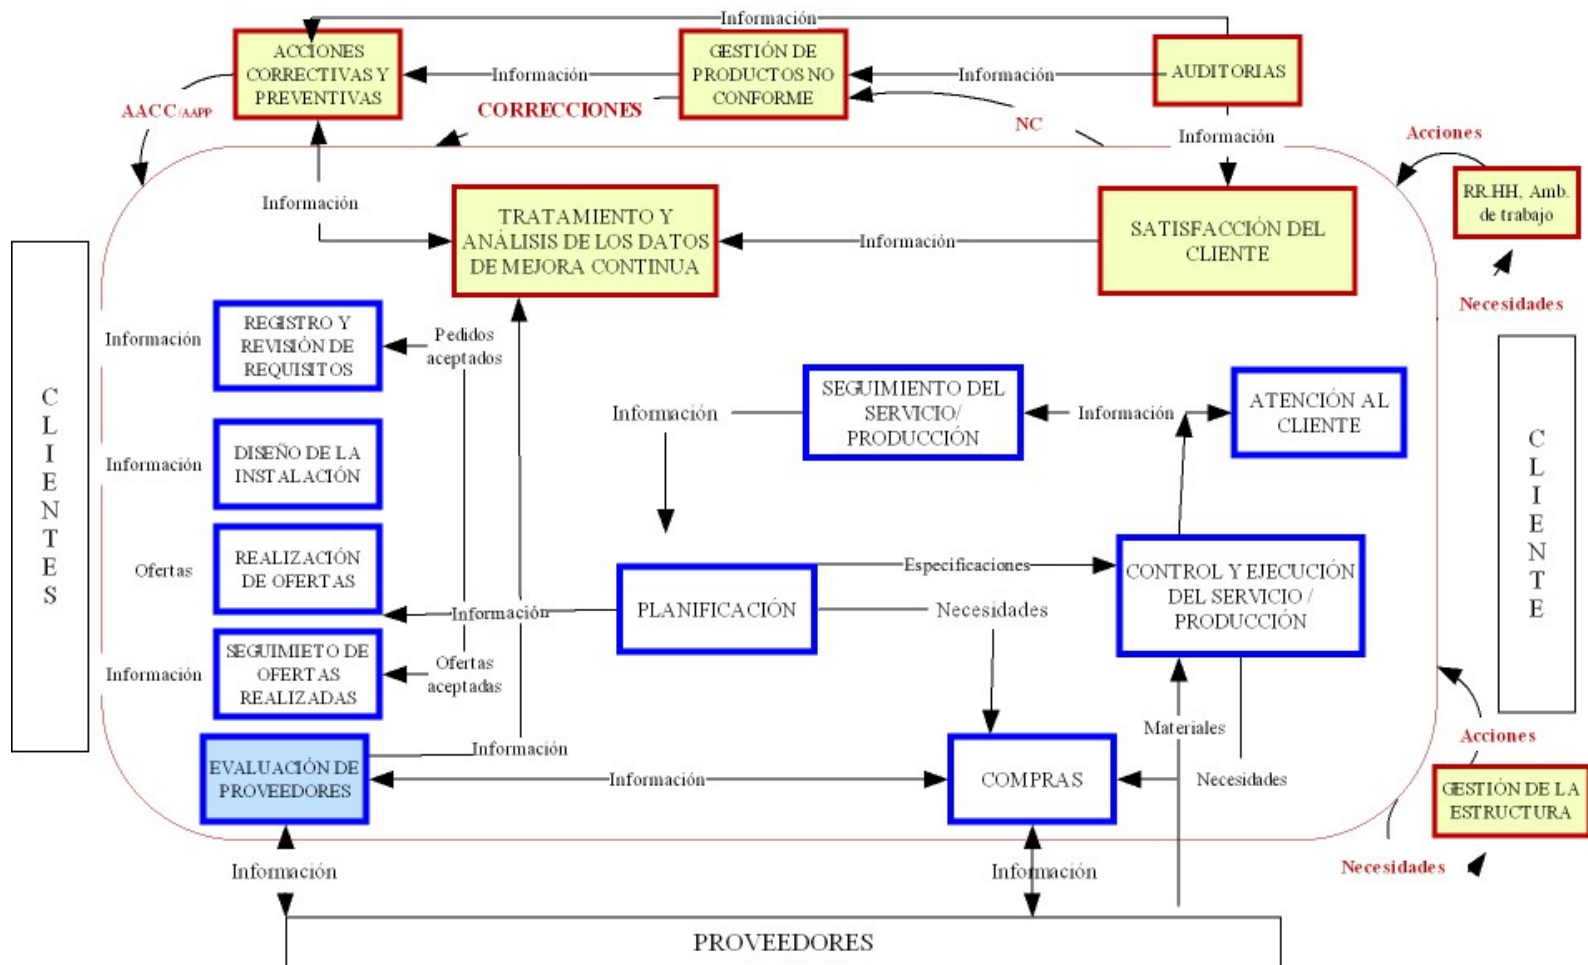 Información
ACCIONES
CORRECTIVAS Y
PREVENTIVAS
Información
GESTIÓN DE
PRODUCTOS NO
CONFORME
Información
AUDITORIAS
AACC/AAPP
CORRECCIONES
NC
Información
Acciones
RR.HH, Amb.
de trabajo
Necesidades
Información
TRATAMIENTO Y
ANÁLISIS DE LOS DATOS
DE MEJORA CONTINUA
Información
SATISFACCIÓN DEL
CLIENTE
CLIENTES
Información
REGISTRO Y
REVISIÓN DE
REQUISITOS
Pedidos
aceptados
Información
SEGUIMIENTO DEL
SERVICIO/
PRODUCCIÓN
Información
ATENCIÓN AL
CLIENTE
CLIENTE
Información
DISEÑO DE LA
INSTALACIÓN
Ofertas
REALIZACIÓN
DE OFERTAS
Información
PLANIFICACIÓN
Especificaciones
Necesidades
CONTROL Y EJECUCIÓN
DEL SERVICIO /
PRODUCCIÓN
Información
SEGUIMIETO DE
OFERTAS
REALIZADAS
Ofertas
aceptadas
EVALUACIÓN DE
PROVEEDORES
Información
Información
COMPRAS
Materiales
Necesidades
Acciones
GESTIÓN DE LA
ESTRUCTURA
Necesidades
Información
Información
PROVEEDORES